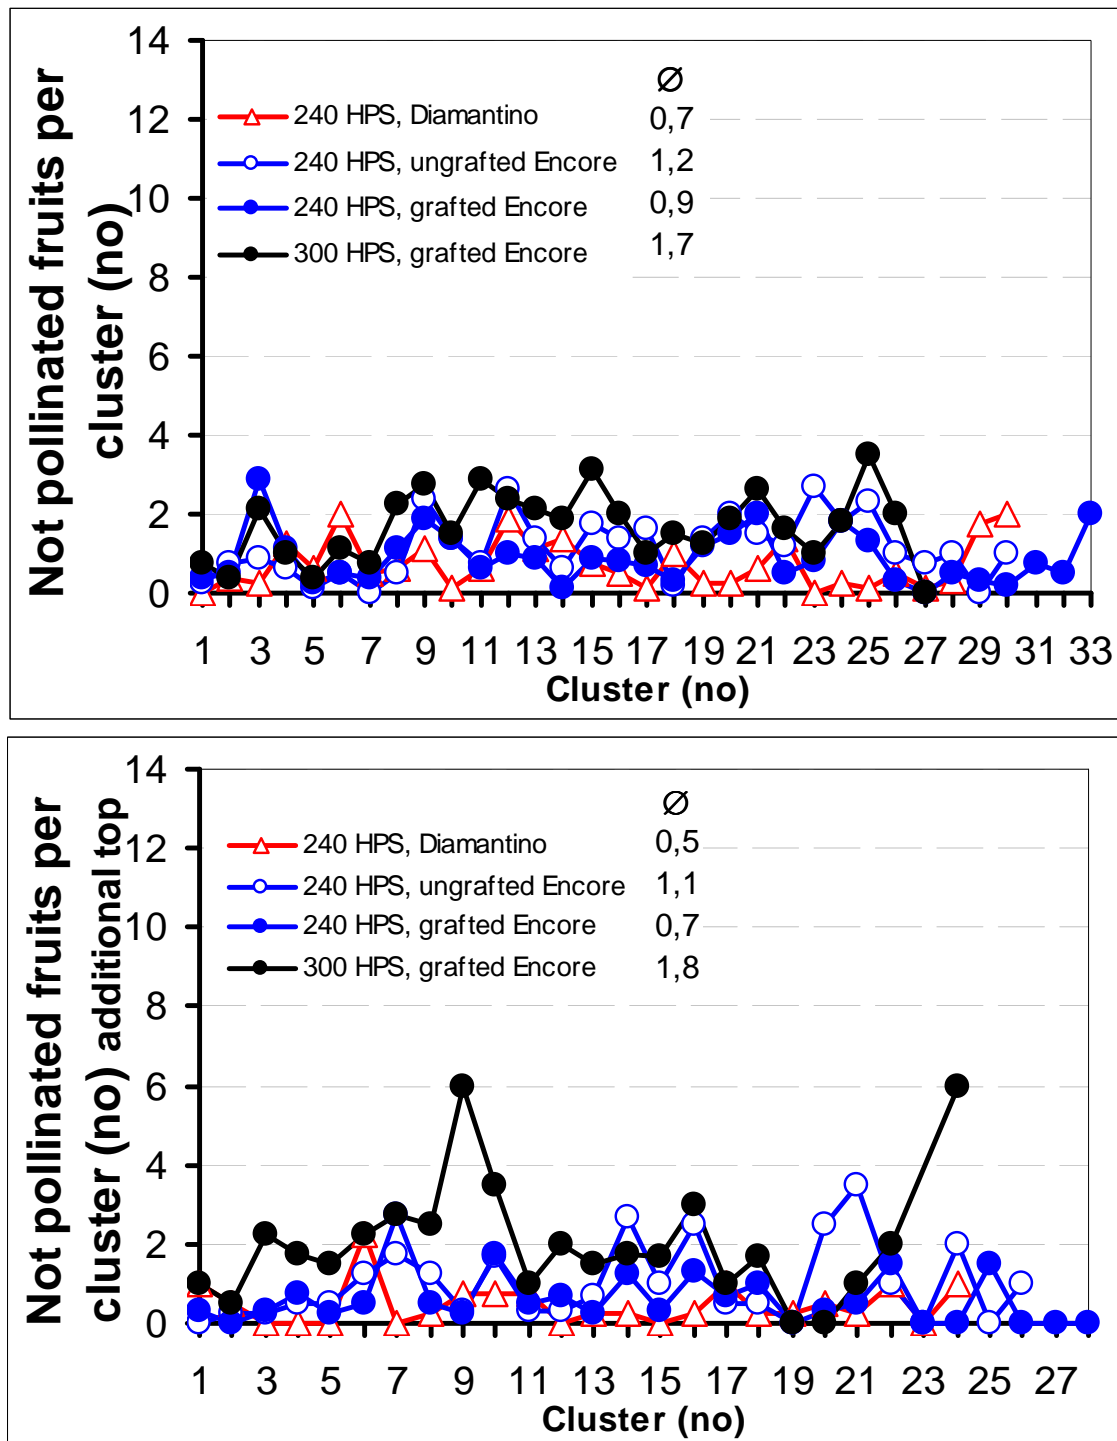 Not pollinated fruits per
cluster (no)
14
12
10
8
6
4
2
0
Ø
240 HPS, Diamantino 0,7
240 HPS, ungrafted Encore 1,2
240 HPS, grafted Encore 0,9
300 HPS, grafted Encore 1,7
1 3 5 7 9 11 13 15 17 19 21 23 25 27 29 31 33
Cluster (no)
Not pollinated fruits per
cluster (no) additional top
14
12
10
8
6
4
2
0
Ø
240 HPS, Diamantino 0,5
240 HPS, ungrafted Encore 1,1
240 HPS, grafted Encore 0,7
300 HPS, grafted Encore 1,8
1 3 5 7 9 11 13 15 17 19 21 23 25 27
Cluster (no)